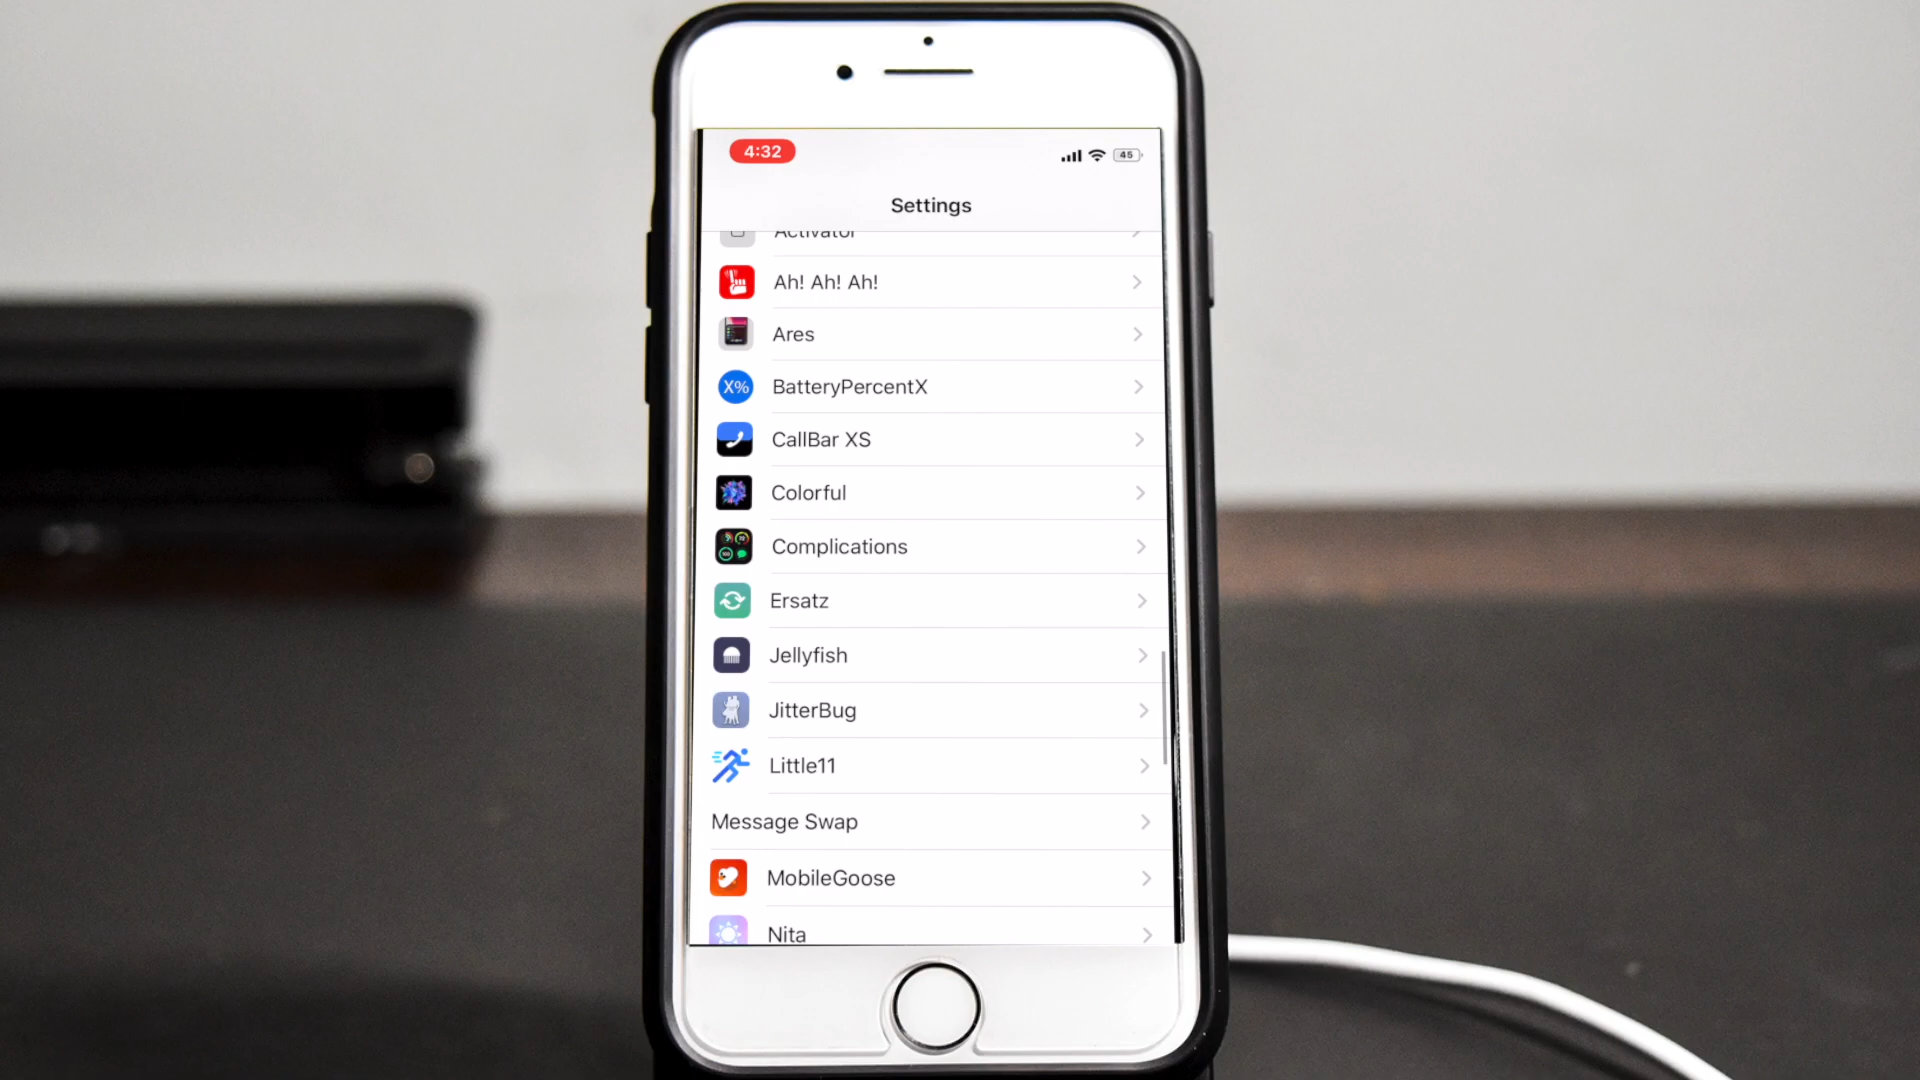 4:32
45
Settings
Activator
Ah! Ah! Ah!
Ares
X% BatteryPercentX
CallBar XS
Colorful
Complications
Ersatz
Jellyfish
JitterBug
Little11
Message Swap
MobileGoose
Nita